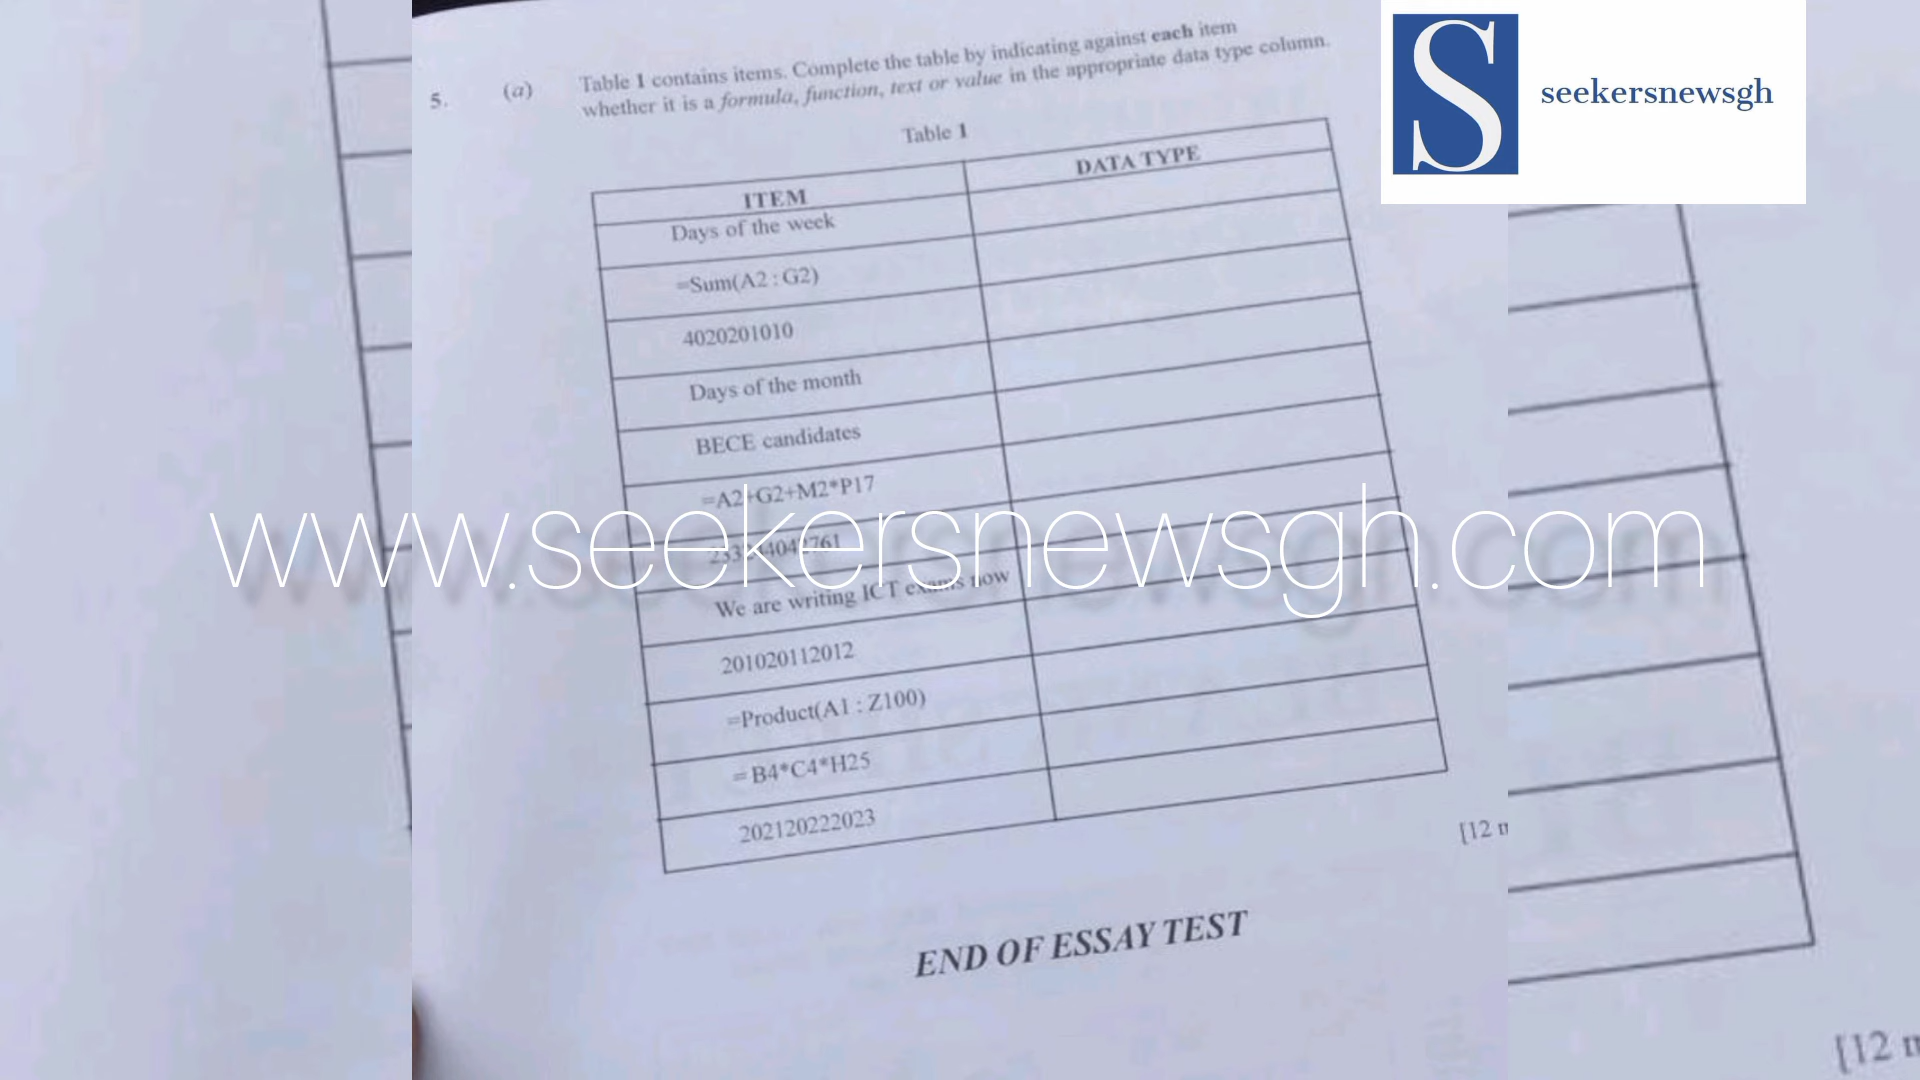 5. (a) Table 1 contains items. Complete the table by indicating against each item
whether it is a formula, function, text or value in the appropriate data type column.
Table 1
ITEM DATA TYPE
Days of the week
=Sum(A2 : G2)
4020201010
Days of the month
BECE candidates
=A2+G2+M2*P17
We are writing ICT exams now
201020112012
=Product(A1 : Z100)
= B4*C4*H25
202120222023
[12 m
END OF ESSAY TEST
S seekersnewsgh
www.seekersnewsgh.com
[12 m